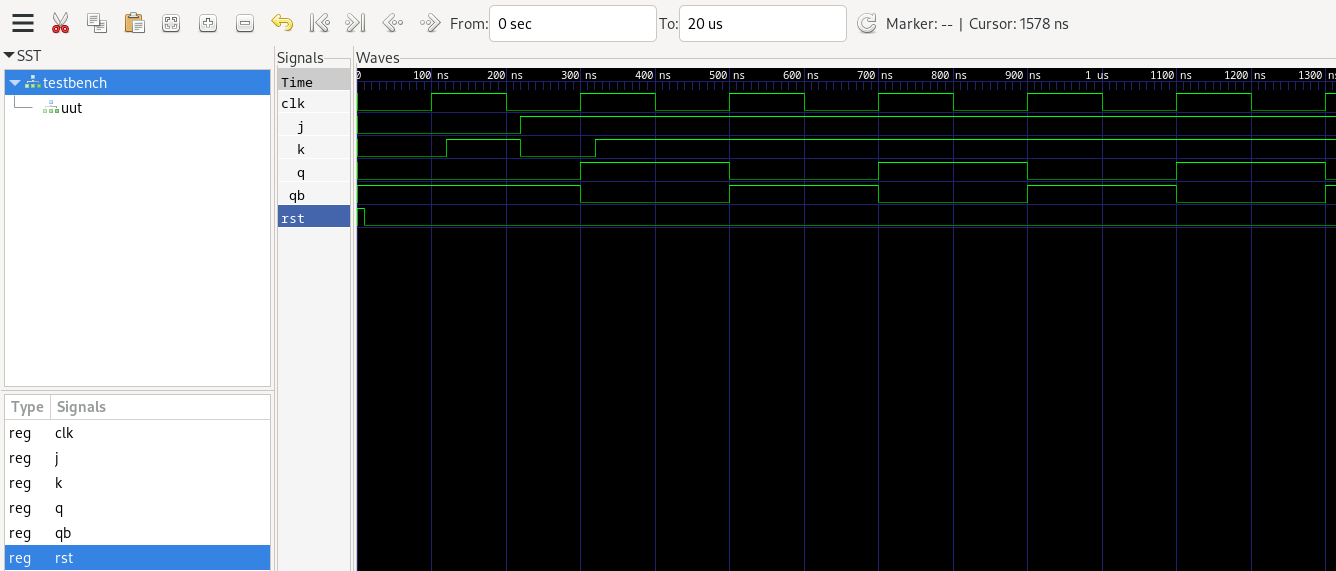 From: 0 sec To: 20 us Marker: -- | Cursor: 1578 ns
SST
testbench
uut
Type Signals
reg clk
reg j
reg k
reg q
reg qb
reg rst
Signals
Time
clk
j
k
q
qb
rst
Waves
0 100 ns 200 ns 300 ns 400 ns 500 ns 600 ns 700 ns 800 ns 900 ns 1 us 1100 ns 1200 ns 1300 n